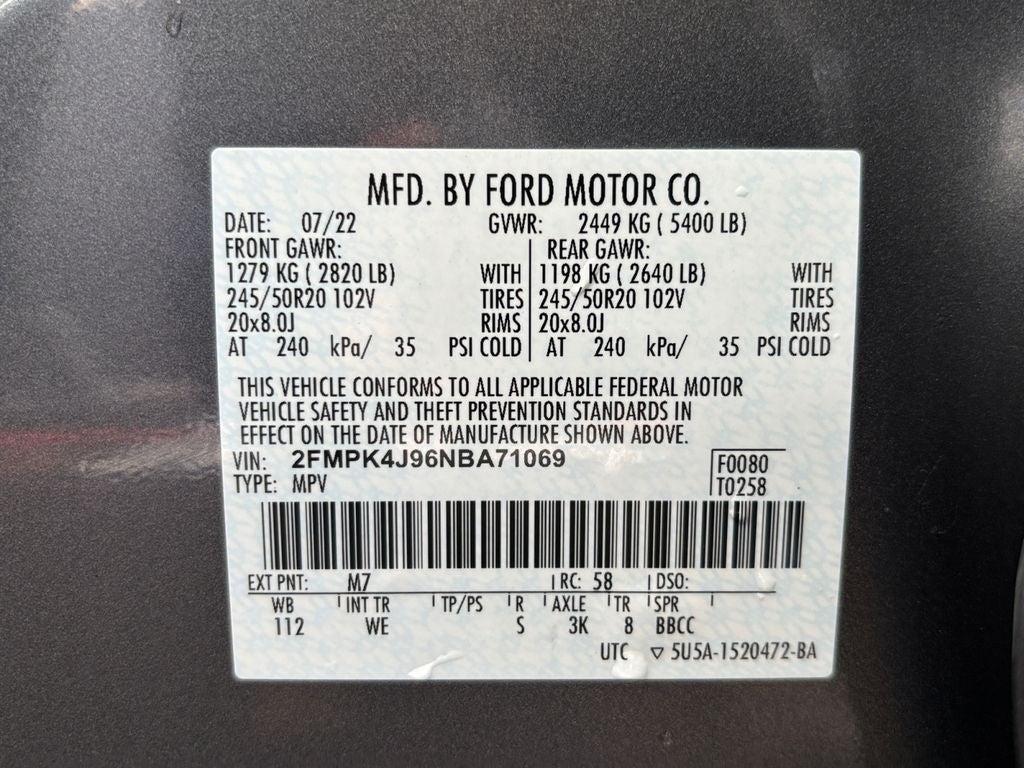 MFD. BY FORD MOTOR CO.
DATE: 07/22 GVWR: 2449 KG ( 5400 LB)
FRONT GAWR: REAR GAWR:
1279 KG ( 2820 LB) WITH 1198 KG ( 2640 LB) WITH
245/50R20 102V TIRES 245/50R20 102V TIRES
20x8.0J RIMS 20x8.0J RIMS
AT 240 kPa/ 35 PSI COLD AT 240 kPa/ 35 PSI COLD
THIS VEHICLE CONFORMS TO ALL APPLICABLE FEDERAL MOTOR
VEHICLE SAFETY AND THEFT PREVENTION STANDARDS IN
EFFECT ON THE DATE OF MANUFACTURE SHOWN ABOVE.
VIN: 2FMPK4J96NBA71069 F0080
TYPE: MPV T0258
EXT PNT: M7 RC: 58 DSO:
WB INT TR TP/PS R AXLE TR SPR
112 WE S 3K 8 BBCC
UTC ▽ 5U5A-1520472-BA